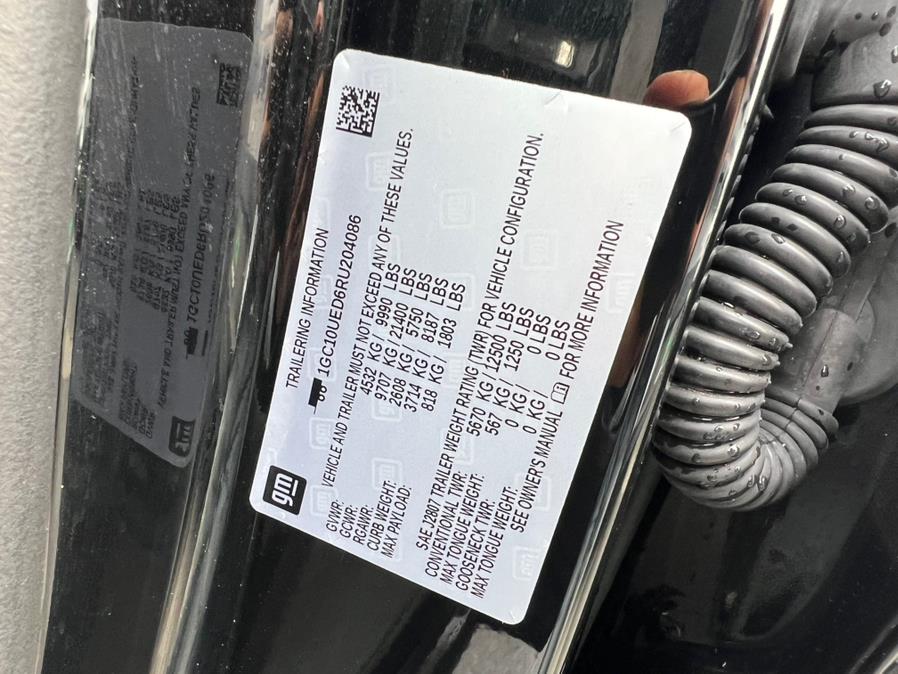 gm
TRAILERING INFORMATION
1GC1OUED6RU204086
VEHICLE AND TRAILER MUST NOT EXCEED ANY OF THESE VALUES.
GVWR: 4532 KG / 9990 LBS
GCWR: 9707 KG / 21400 LBS
RGAWR: 2608 KG / 5750 LBS
CURB WEIGHT: 3714 KG / 8187 LBS
MAX PAYLOAD: 818 KG / 1803 LBS
SAE J2807 TRAILER WEIGHT RATING (TWR) FOR VEHICLE CONFIGURATION.
CONVENTIONAL TWR: 5670 KG / 12500 LBS
MAX TONGUE WEIGHT: 567 KG / 1250 LBS
GOOSENECK TWR: 0 KG / 0 LBS
MAX TONGUE WEIGHT: 0 KG / 0 LBS
SEE OWNER'S MANUAL FOR MORE INFORMATION